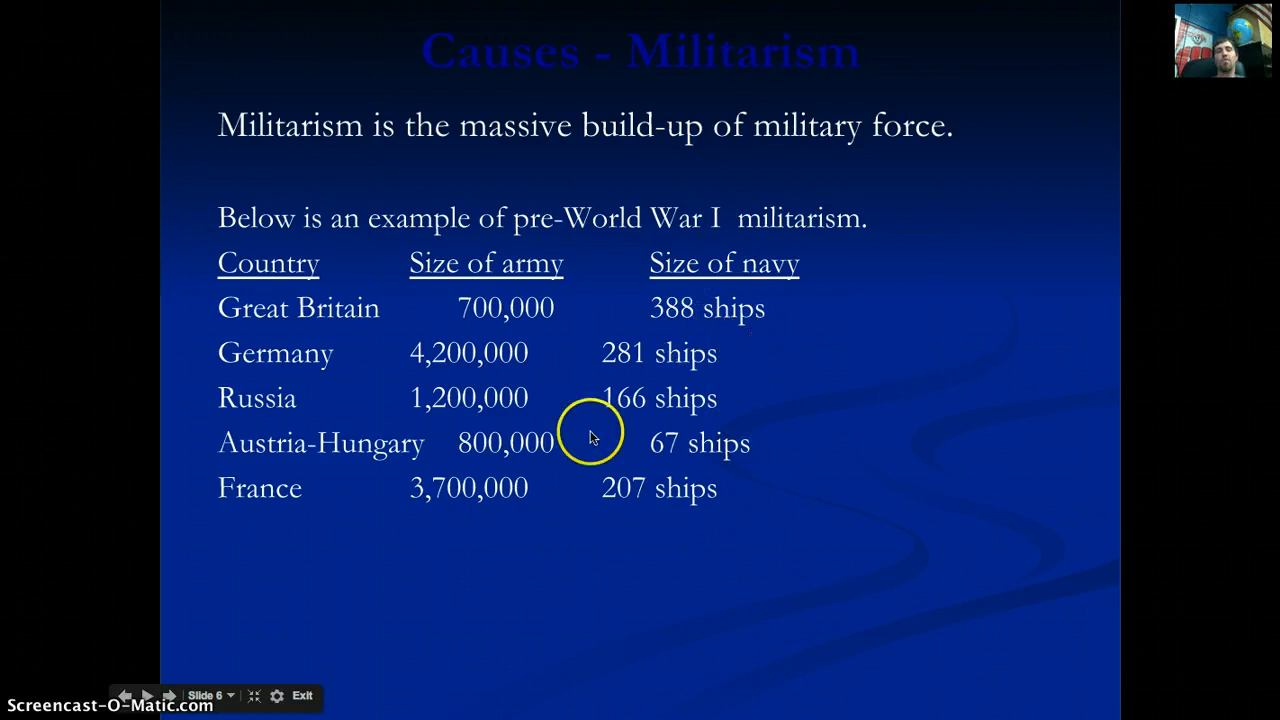 Causes - Militarism
Militarism is the massive build-up of military force.
Below is an example of pre-World War I militarism.
Country Size of army Size of navy
Great Britain 700,000 388 ships
Germany 4,200,000 281 ships
Russia 1,200,000 166 ships
Austria-Hungary 800,000 67 ships
France 3,700,000 207 ships
Slide 6 Exit
Screencast-O-Matic.com